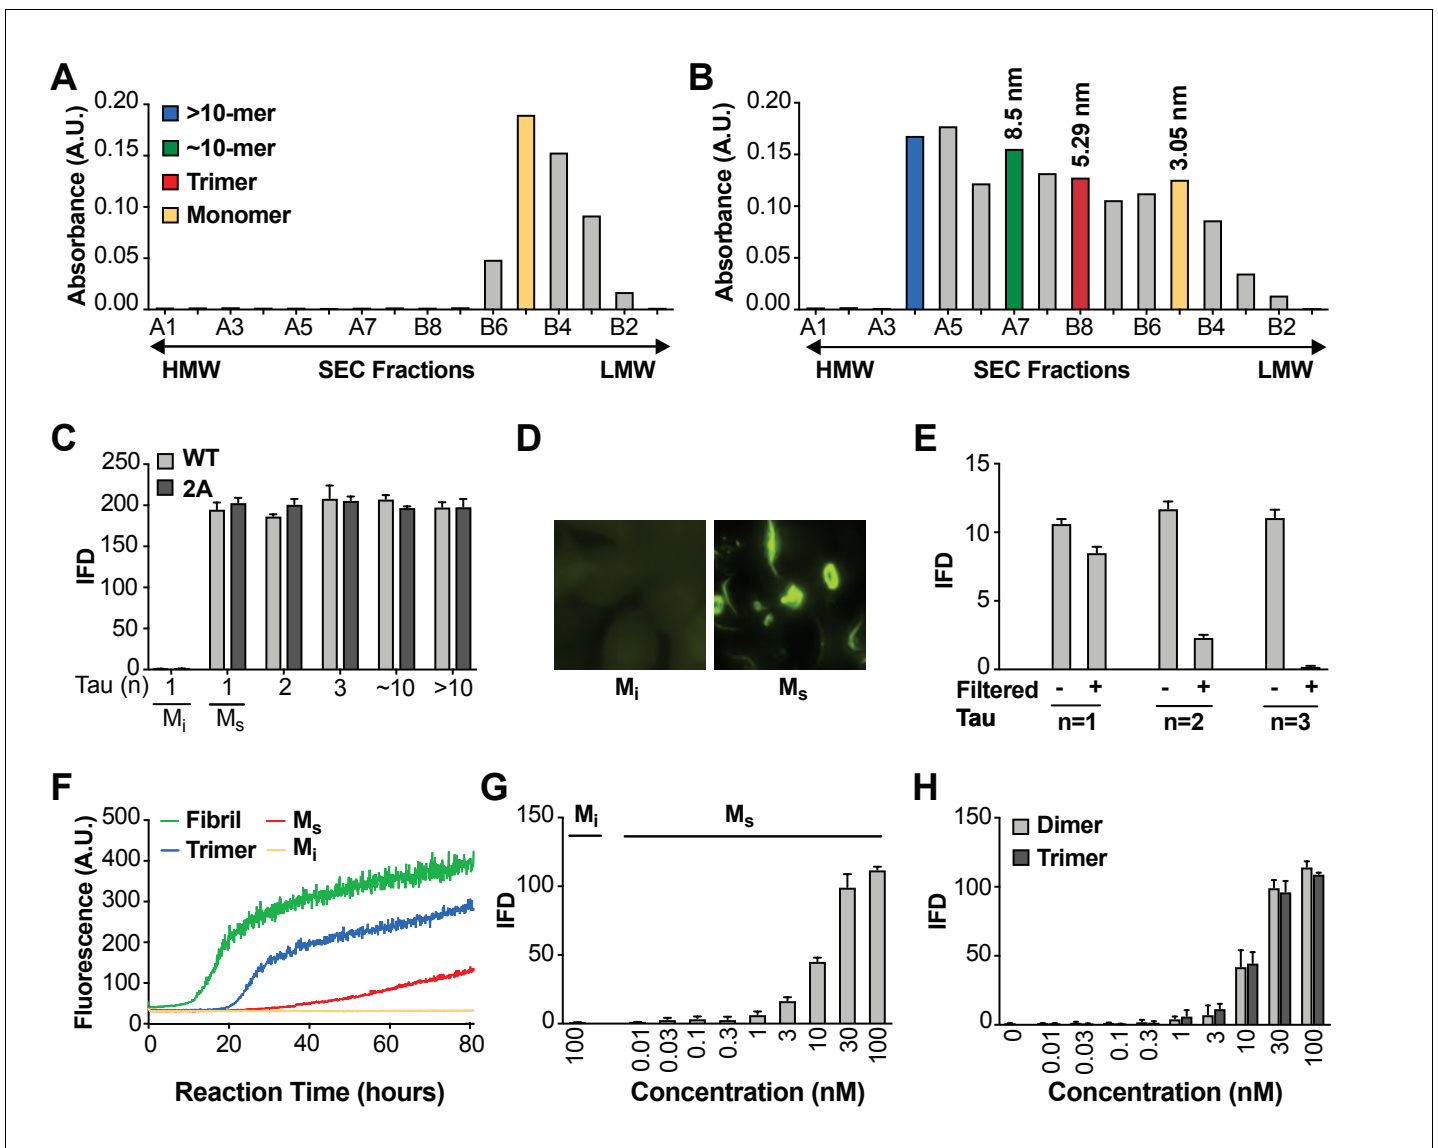 A
Absorbance (A.U.)
0.20
0.15
0.10
0.05
0.00
>10-mer
~10-mer
Trimer
Monomer
A1 A3 A5 A7 B8 B6 B4 B2
HMW SEC Fractions LMW
B
Absorbance (A.U.)
0.20
0.15
0.10
0.05
0.00
8.5 nm
5.29 nm
3.05 nm
A1 A3 A5 A7 B8 B6 B4 B2
HMW SEC Fractions LMW
C
IFD
250
200
150
100
50
0
WT
2A
Tau (n) 1 1 2 3 ~10 >10
Mi Ms
D
Mi Ms
E
IFD
15
10
5
0
Filtered - + - + - +
Tau n=1 n=2 n=3
F
Fluorescence (A.U.)
500
400
300
200
100
0
Fibril Ms
Trimer Mi
0 20 40 60 80
Reaction Time (hours)
G
IFD
150
100
50
0
Mi Ms
100 0.01 0.03 0.1 0.3 1 3 10 30 100
Concentration (nM)
H
IFD
150
100
50
0
Dimer
Trimer
0 0.01 0.03 0.1 0.3 1 3 10 30 100
Concentration (nM)